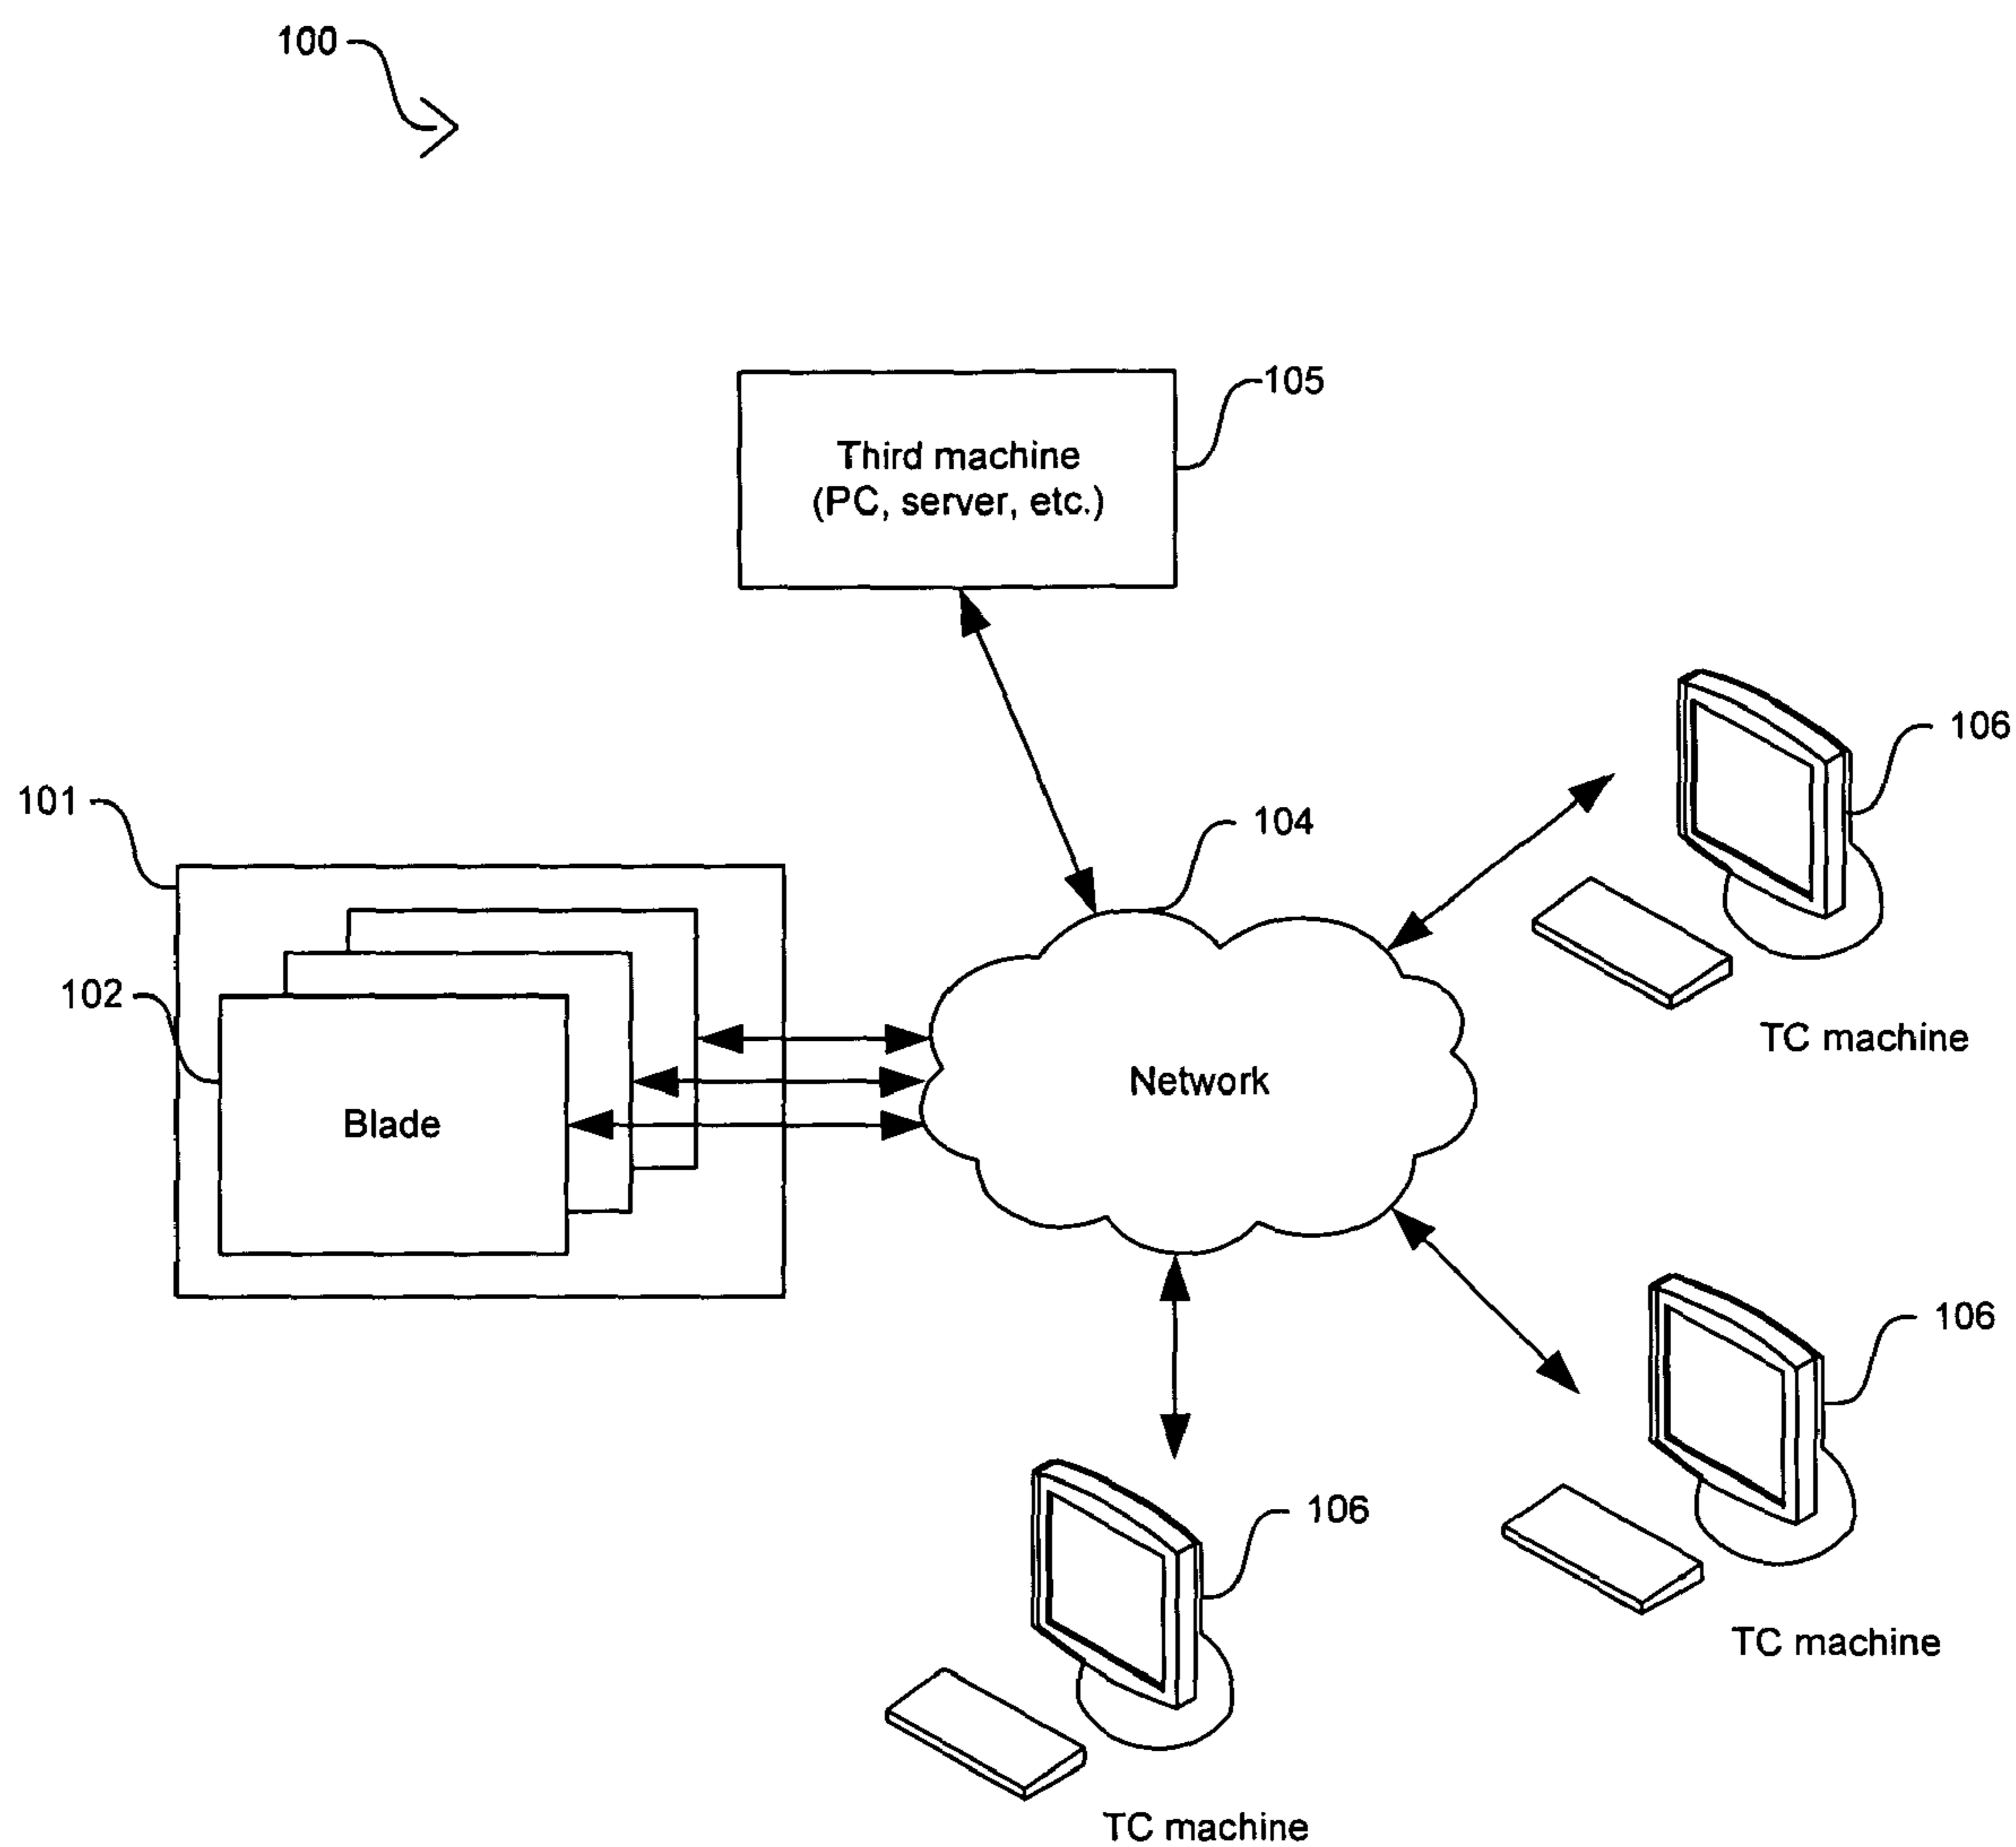 100
105
Third machine
(PC, server, etc.)
106
101
104
102
TC machine
Network
Blade
106
106
TC machine
TC machine